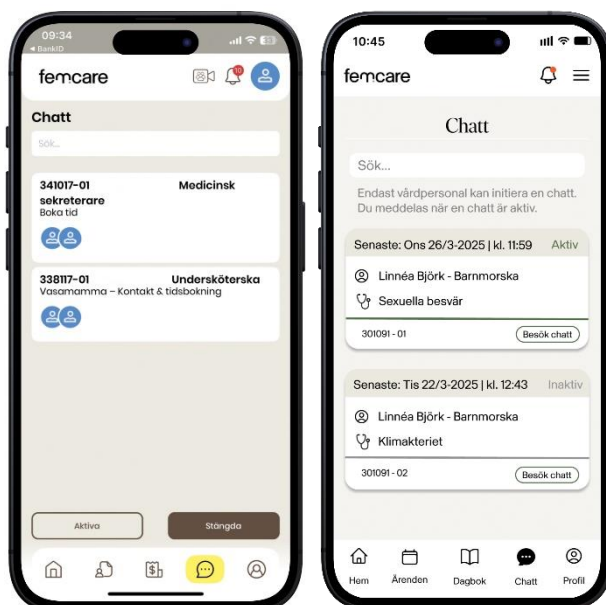 09:34
◂ BankID
femcare
10
Chatt
Sök...
341017-01 Medicinsk
sekreterare
Boka tid
338117-01 Undersköterska
Vasamamma – Kontakt & tidsbokning
Aktiva
Stängda
10:45
femcare
Chatt
Sök...
Endast vårdpersonal kan initiera en chatt.
Du meddelas när en chatt är aktiv.
Senaste: Ons 26/3-2025 | kl. 11:59 Aktiv
Linnéa Björk - Barnmorska
Sexuella besvär
301091 - 01 Besök chatt
Senaste: Tis 22/3-2025 | kl. 12:43 Inaktiv
Linnéa Björk - Barnmorska
Klimakteriet
301091 - 02 Besök chatt
Hem Ärenden Dagbok Chatt Profil